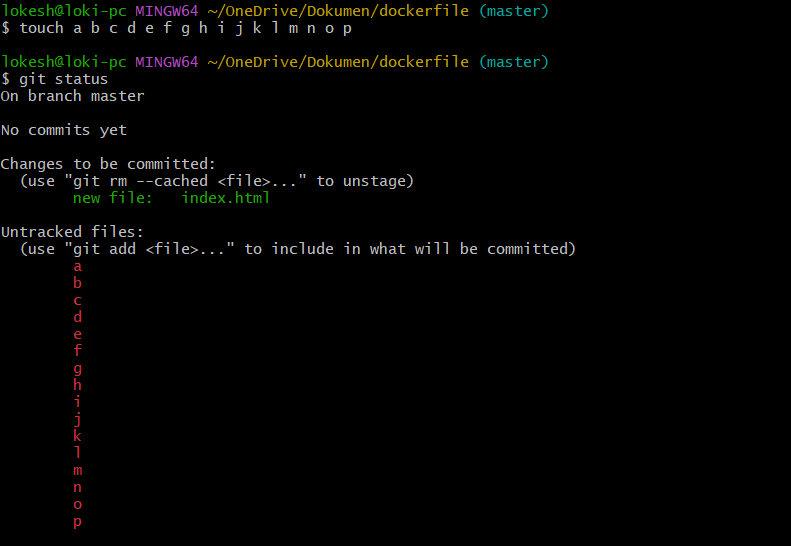 lokesh@loki-pc MINGW64 ~/OneDrive/Dokumen/dockerfile (master)
$ touch a b c d e f g h i j k l m n o p
lokesh@loki-pc MINGW64 ~/OneDrive/Dokumen/dockerfile (master)
$ git status
On branch master
No commits yet
Changes to be committed:
(use "git rm --cached <file>..." to unstage)
new file: index.html
Untracked files:
(use "git add <file>..." to include in what will be committed)
a
b
c
d
e
f
g
h
i
j
k
l
m
n
o
p